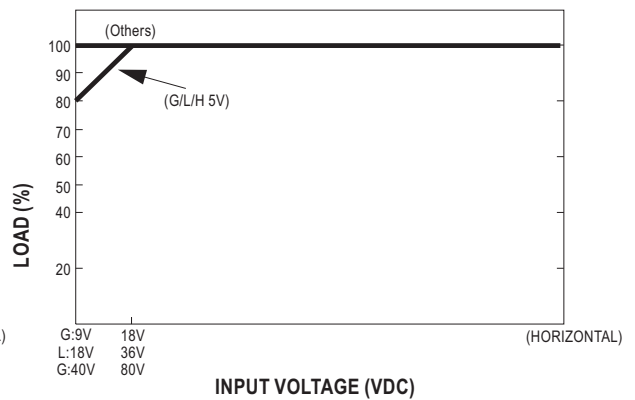 (Others)
100
90
(G/L/H 5V)
80
70
60
50
40
20
LOAD (%)
)
G:9V 18V (HORIZONTAL)
L:18V 36V
G:40V 80V
INPUT VOLTAGE (VDC)